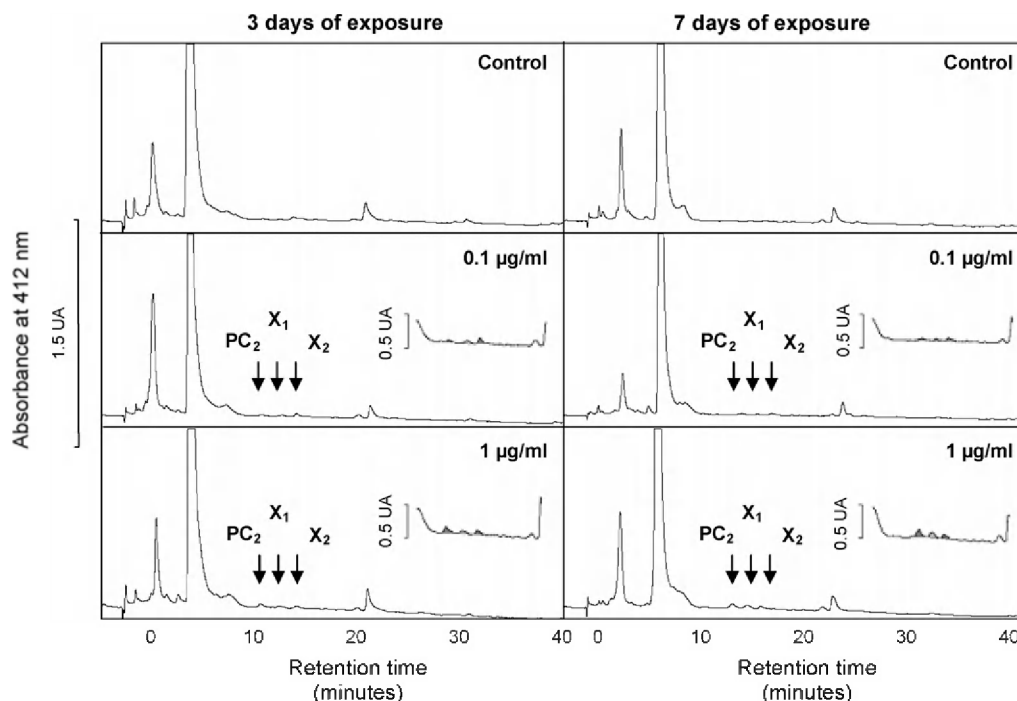 3 days of exposure
7 days of exposure
Control
Control
Absorbance at 412 nm
1.5 UA
0.1 µg/ml
X1
PC2
X2
0.5 UA
0.1 µg/ml
X1
PC2
X2
0.5 UA
1 µg/ml
X1
PC2
X2
0.5 UA
1 µg/ml
X1
PC2
X2
0.5 UA
0 10 20 30 40
0 10 20 30 40
Retention time
(minutes)
Retention time
(minutes)